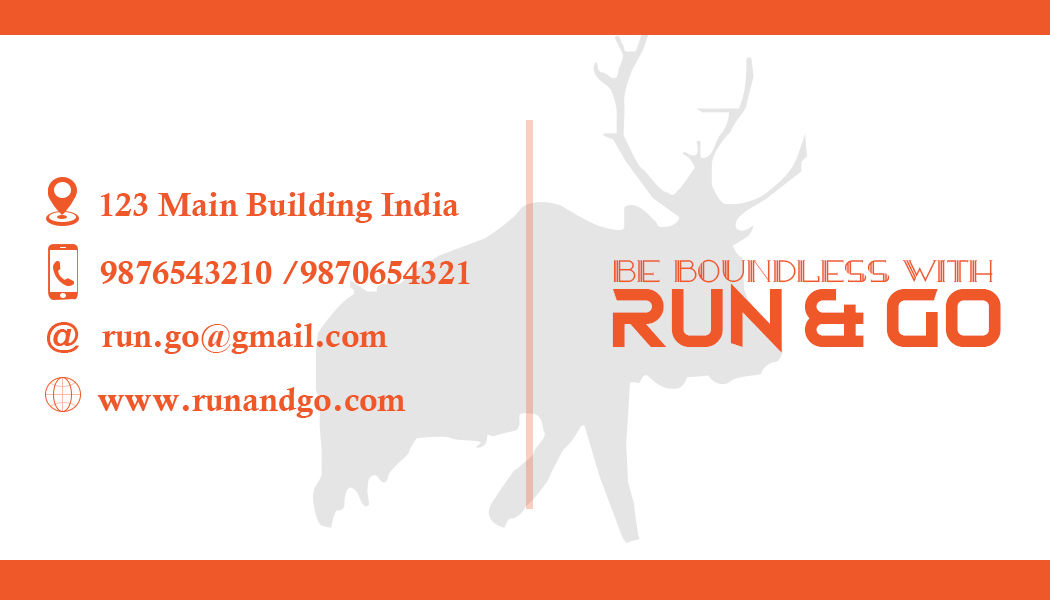 123 Main Building India
9876543210 /9870654321
@ run.go@gmail.com
www.runandgo.com
BE BOUNDLESS WITH
RUN & GO